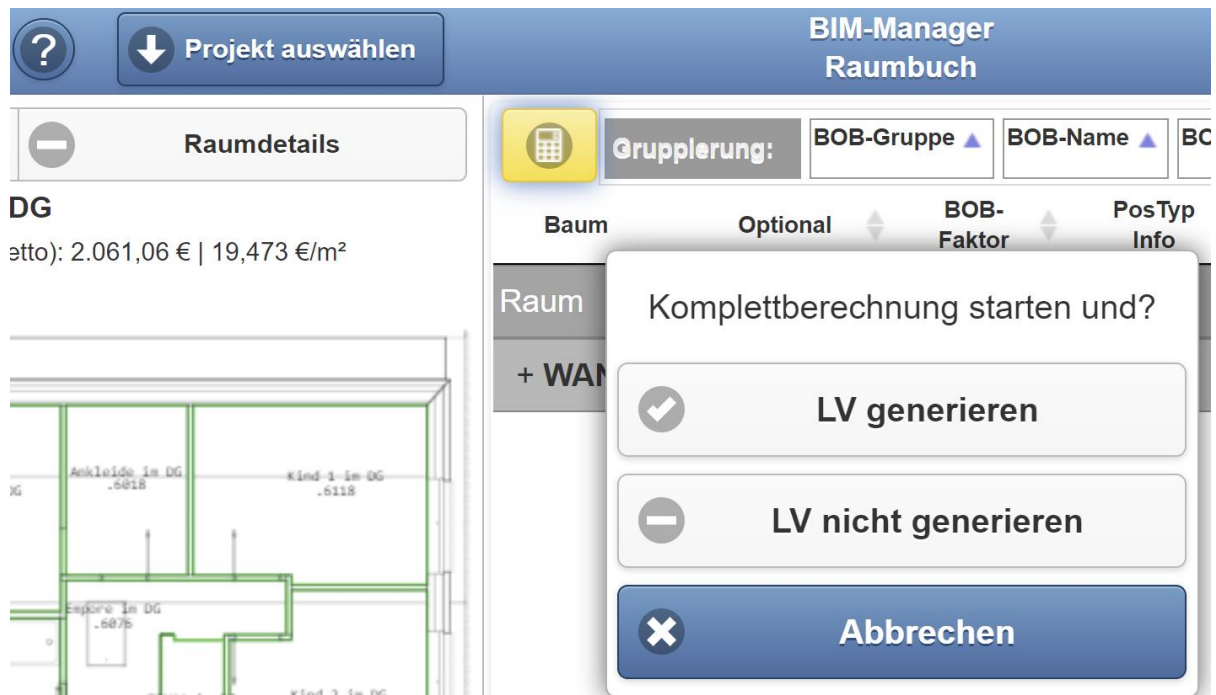 ?
Projekt auswählen
BIM-Manager
Raumbuch
Raumdetails
Gruppierung:
BOB-Gruppe
BOB-Name
DG
etto): 2.061,06 € | 19,473 €/m²
Baum
Optional
BOB-
Faktor
PosTyp
Info
Raum
+ WAN
Komplettberechnung starten und?
LV generieren
LV nicht generieren
Abbrechen
Ankleide im DG
.6018
Kind 1 im DG
.6118
Empore im DG
.6076
Kind 2 im DG